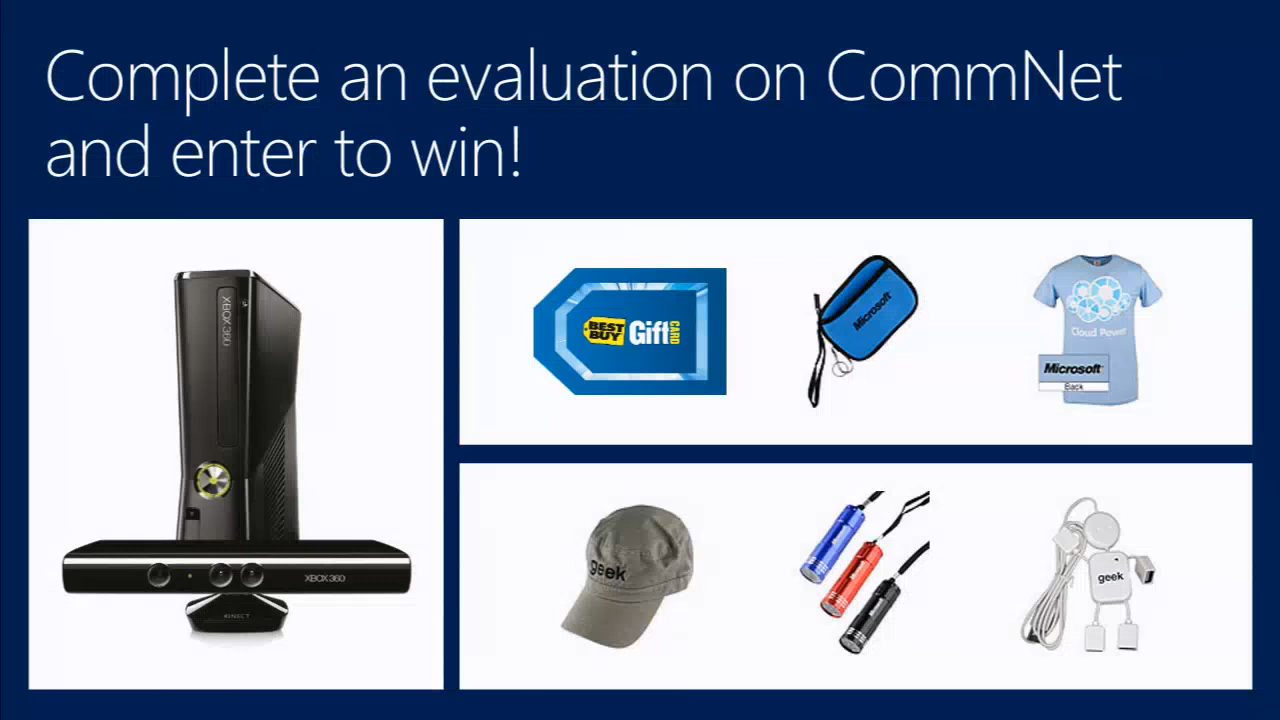 Complete an evaluation on CommNet
and enter to win!
XBOX 360
XBOX 360
KINECT
BEST
BUY
Gift
CARD
Microsoft
Cloud Power
Microsoft
Back
geek
geek